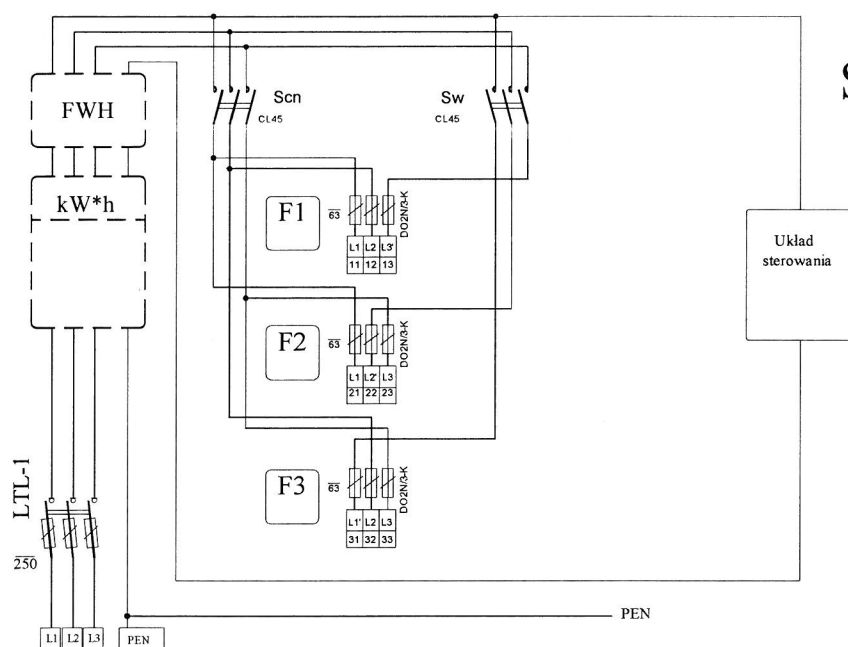 FWH
kW*h
Scn
CL45
Sw
CL45
F1
63
DO2N/3-K
L1 L2 L3'
11 12 13
Układ
sterowania
F2
63
DO2N/3-K
L1 L2' L3
21 22 23
F3
63
DO2N/3-K
L1' L2 L3
31 32 33
LTL-1
250
L1 L2 L3 PEN
PEN